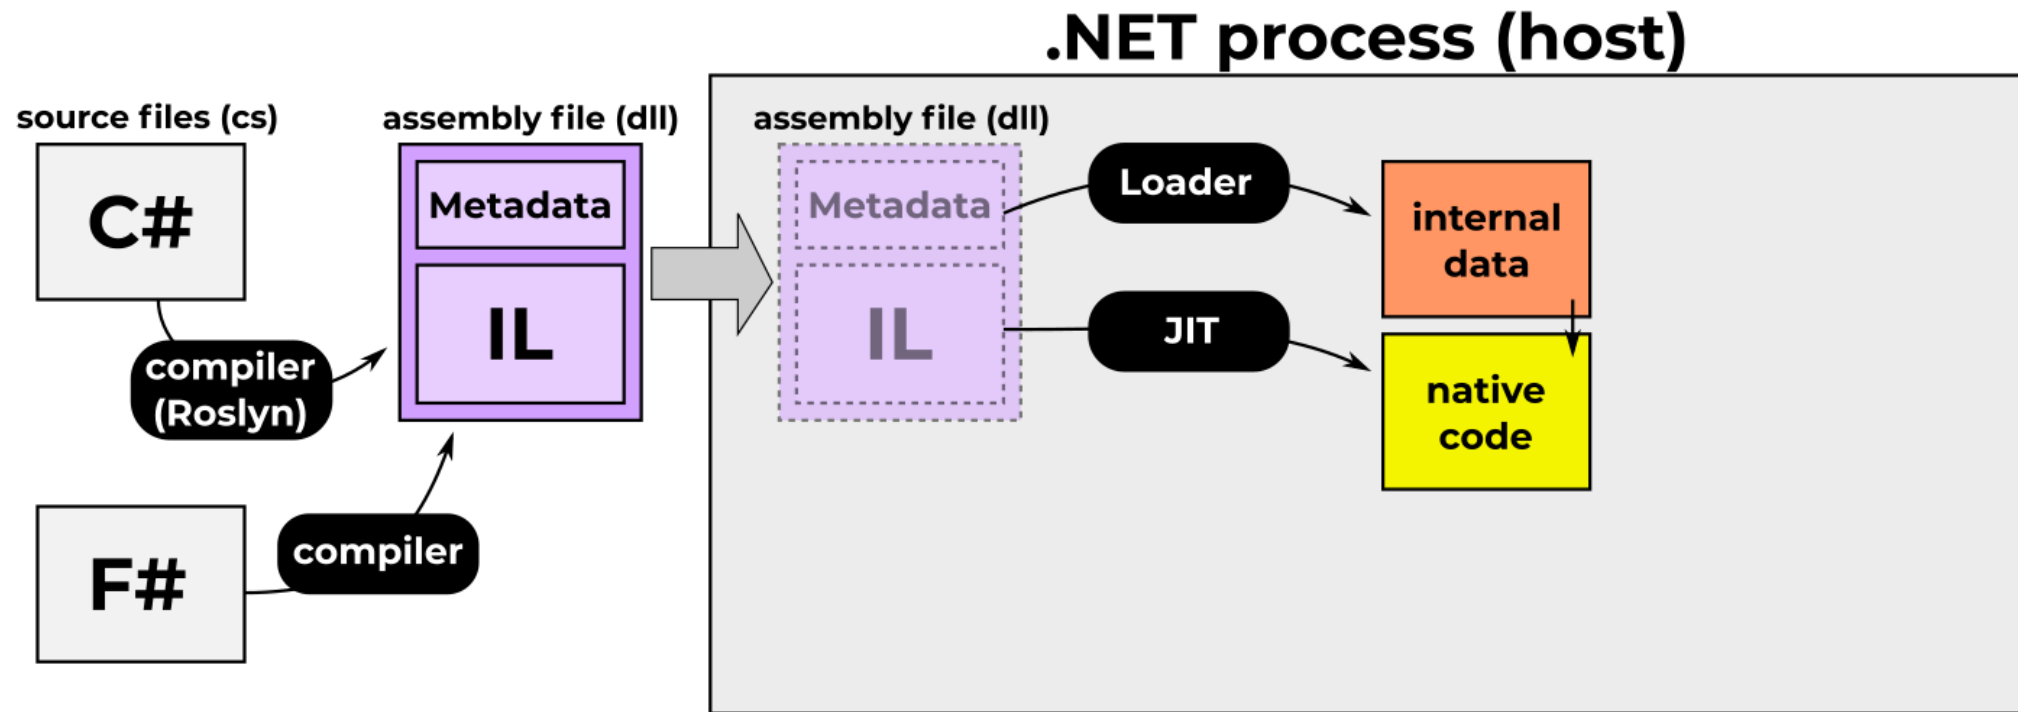 .NET process (host)
source files (cs)
assembly file (dll)
assembly file (dll)
C#
Metadata
IL
Metadata
IL
Loader
JIT
internal
data
native
code
compiler
(Roslyn)
compiler
F#